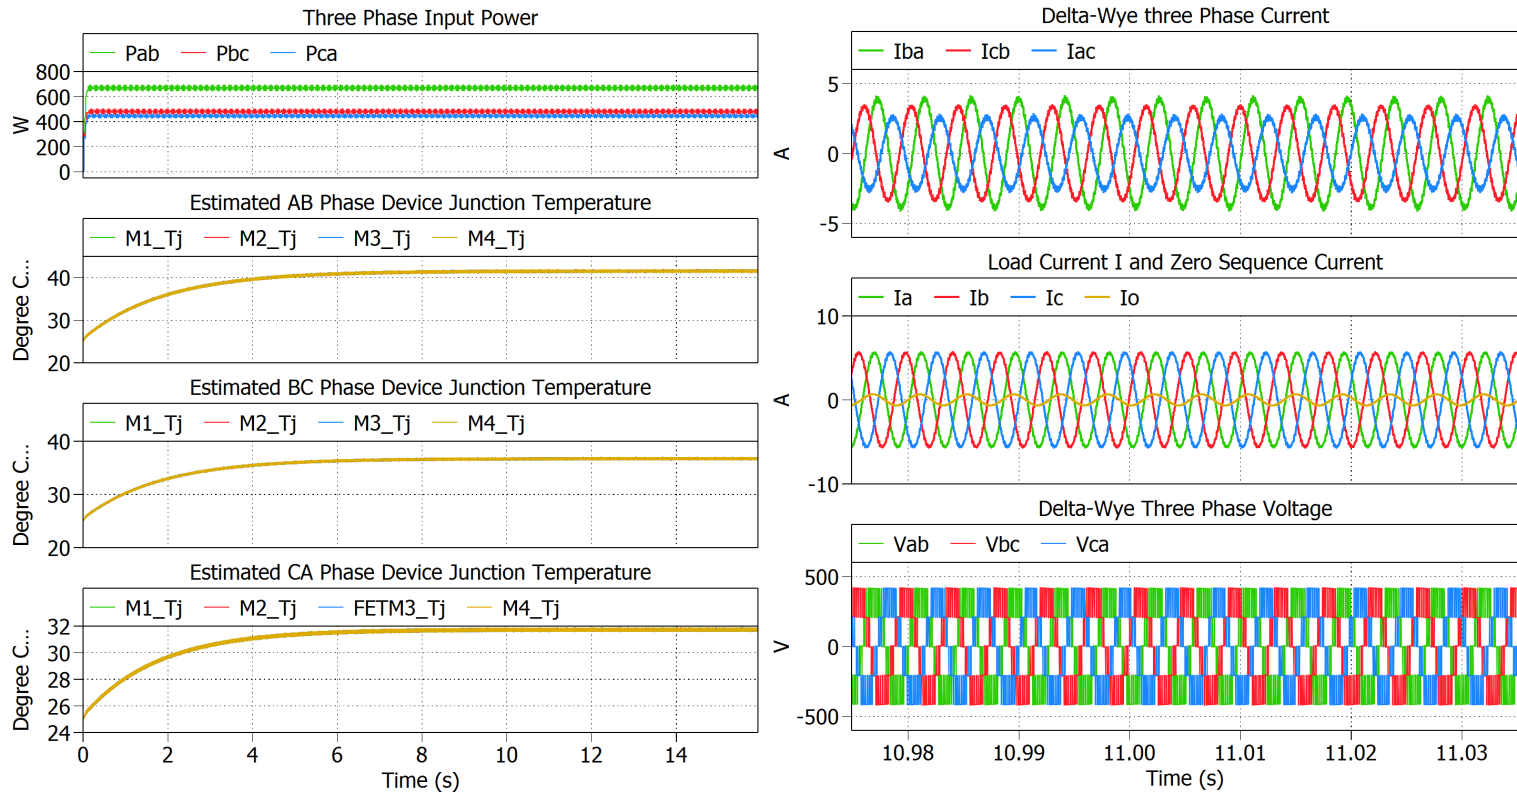 Three Phase Input Power
Pab Pbc Pca
800
600
400
200
0
W
Estimated AB Phase Device Junction Temperature
M1_Tj M2_Tj M3_Tj M4_Tj
40
30
20
Degree C...
Estimated BC Phase Device Junction Temperature
M1_Tj M2_Tj M3_Tj M4_Tj
40
30
20
Degree C...
Estimated CA Phase Device Junction Temperature
M1_Tj M2_Tj FETM3_Tj M4_Tj
32
30
28
26
24
Degree C...
0 2 4 6 8 10 12 14
Time (s)
Delta-Wye three Phase Current
Iba Icb Iac
5
0
-5
A
Load Current I and Zero Sequence Current
Ia Ib Ic Io
10
0
-10
A
Delta-Wye Three Phase Voltage
Vab Vbc Vca
500
0
-500
V
10.98 10.99 11.00 11.01 11.02 11.03
Time (s)